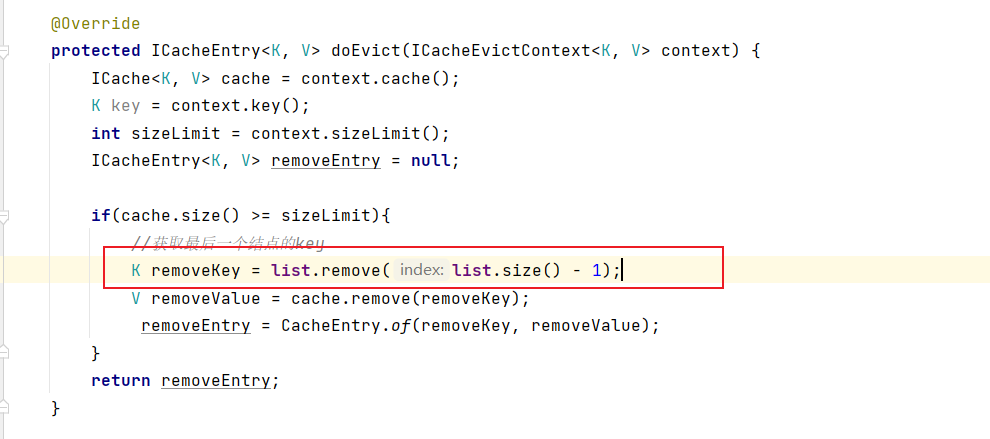 @Override
protected ICacheEntry<K, V> doEvict(ICacheEvictContext<K, V> context) {
ICache<K, V> cache = context.cache();
K key = context.key();
int sizeLimit = context.sizeLimit();
ICacheEntry<K, V> removeEntry = null;
if(cache.size() >= sizeLimit){
//获取最后一个结点的key
K removeKey = list.remove( index: list.size() - 1);
V removeValue = cache.remove(removeKey);
removeEntry = CacheEntry.of(removeKey, removeValue);
}
return removeEntry;
}